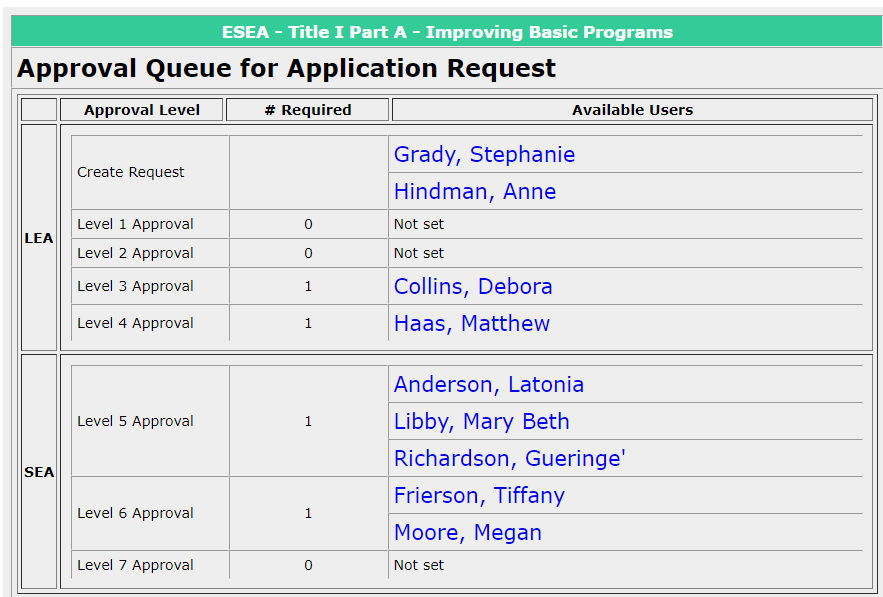 ESEA - Title I Part A - Improving Basic Programs
Approval Queue for Application Request
Approval Level # Required Available Users
LEA
Create Request
Grady, Stephanie
Hindman, Anne
Level 1 Approval 0 Not set
Level 2 Approval 0 Not set
Level 3 Approval 1 Collins, Debora
Level 4 Approval 1 Haas, Matthew
SEA
Level 5 Approval 1
Anderson, Latonia
Libby, Mary Beth
Richardson, Gueringe'
Level 6 Approval 1
Frierson, Tiffany
Moore, Megan
Level 7 Approval 0 Not set